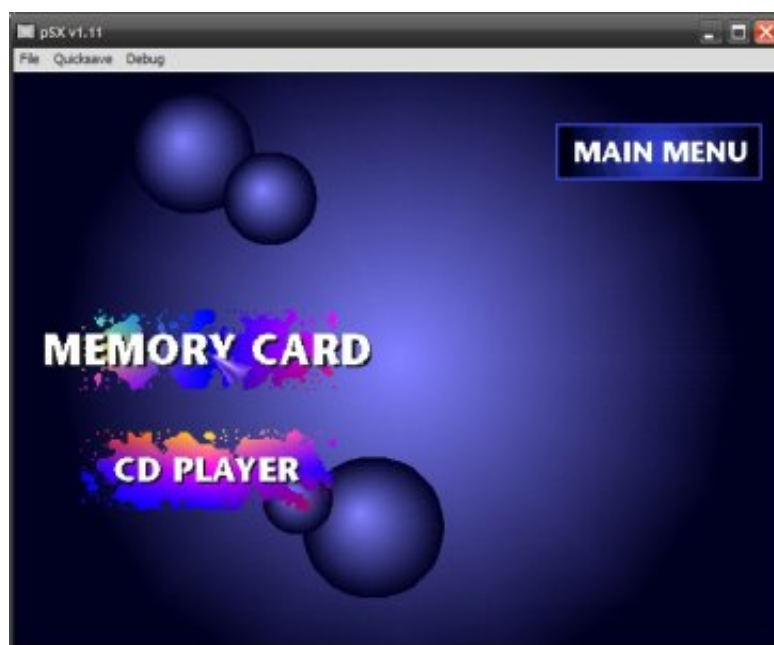 pSX v1.11
File Quicksave Debug
MAIN MENU
MEMORY CARD
CD PLAYER